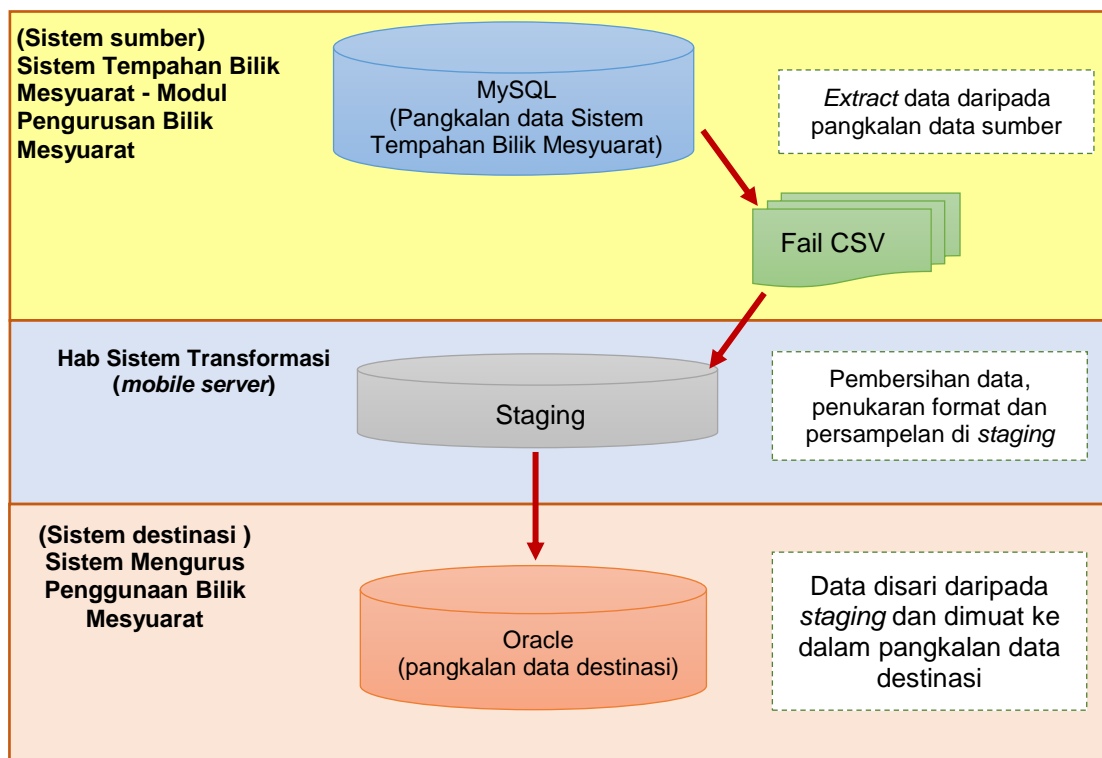 (Sistem sumber)
Sistem Tempahan Bilik
Mesyuarat - Modul
Pengurusan Bilik
Mesyuarat
MySQL
(Pangkalan data Sistem
Tempahan Bilik Mesyuarat)
Extract data daripada
pangkalan data sumber
Fail CSV
Hab Sistem Transformasi
(mobile server)
Staging
Pembersihan data,
penukaran format dan
persampelan di staging
(Sistem destinasi )
Sistem Mengurus
Penggunaan Bilik
Mesyuarat
Oracle
(pangkalan data destinasi)
Data disari daripada
staging dan dimuat ke
dalam pangkalan data
destinasi